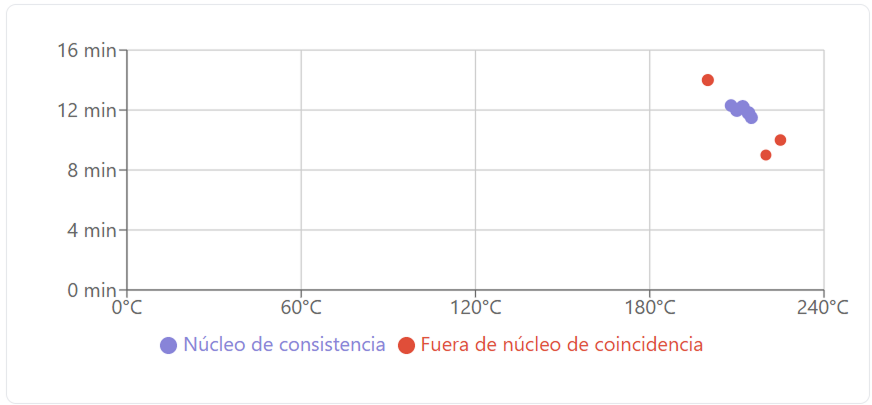 16 min
12 min
8 min
4 min
0 min
0°C 60°C 120°C 180°C 240°C
Núcleo de consistencia Fuera de núcleo de coincidencia